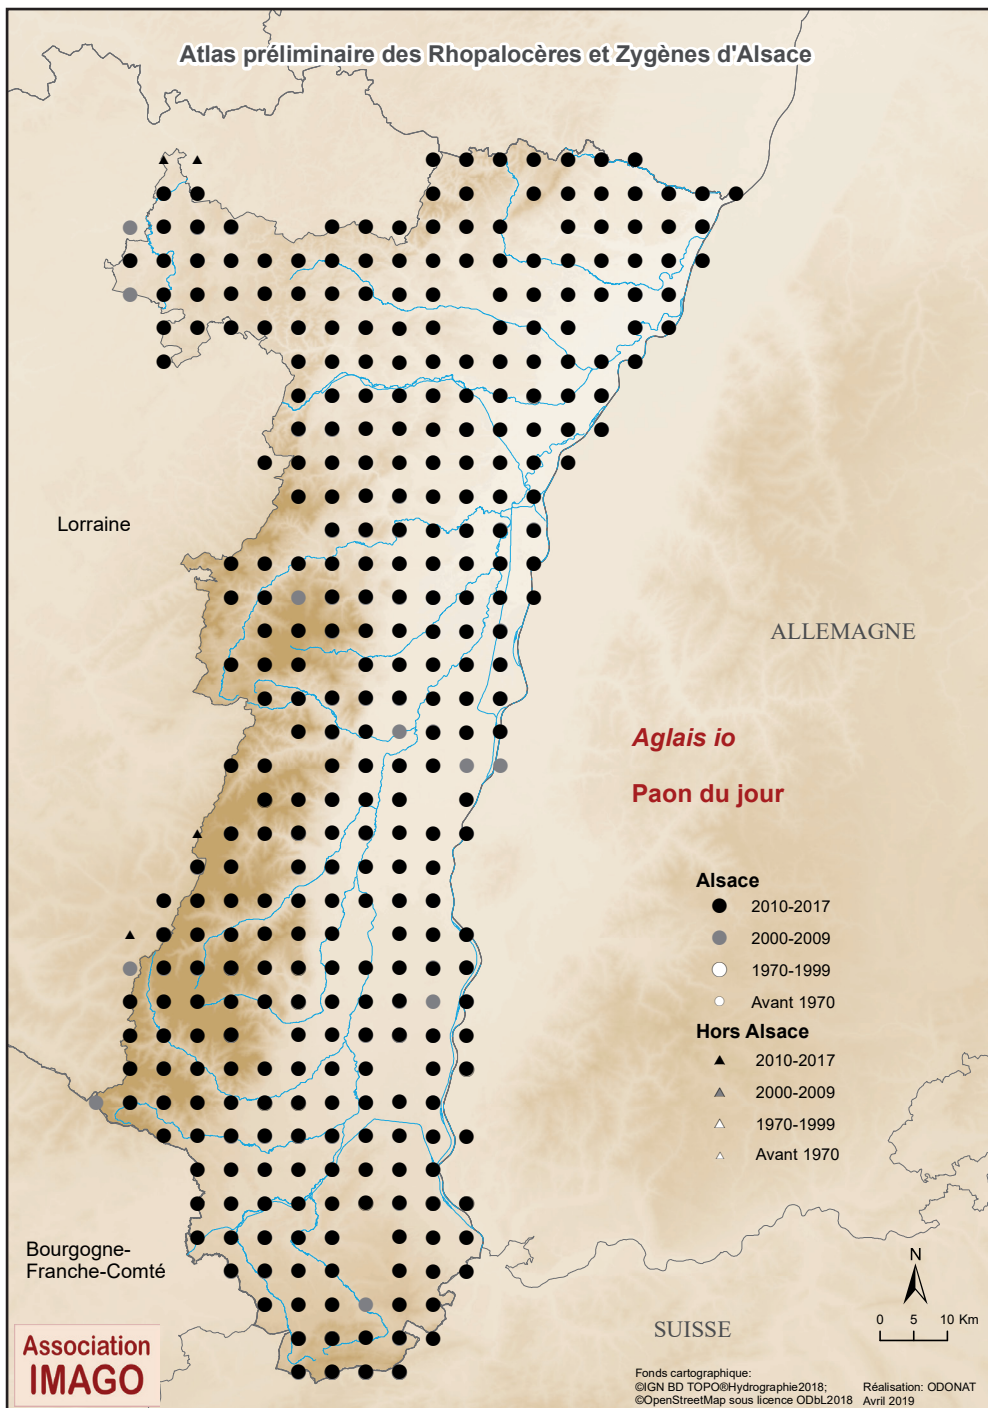 Atlas préliminaire des Rhopalocères et Zygènes d'Alsace
Lorraine
ALLEMAGNE
Aglais io
Paon du jour
Alsace
2010-2017
2000-2009
1970-1999
Avant 1970
Hors Alsace
2010-2017
2000-2009
1970-1999
Avant 1970
Bourgogne-
Franche-Comté
N
0 5 10 Km
SUISSE
Association
IMAGO
Fonds cartographique:
©IGN BD TOPO®Hydrographie2018;
©OpenStreetMap sous licence ODbL2018
Réalisation: ODONAT
Avril 2019